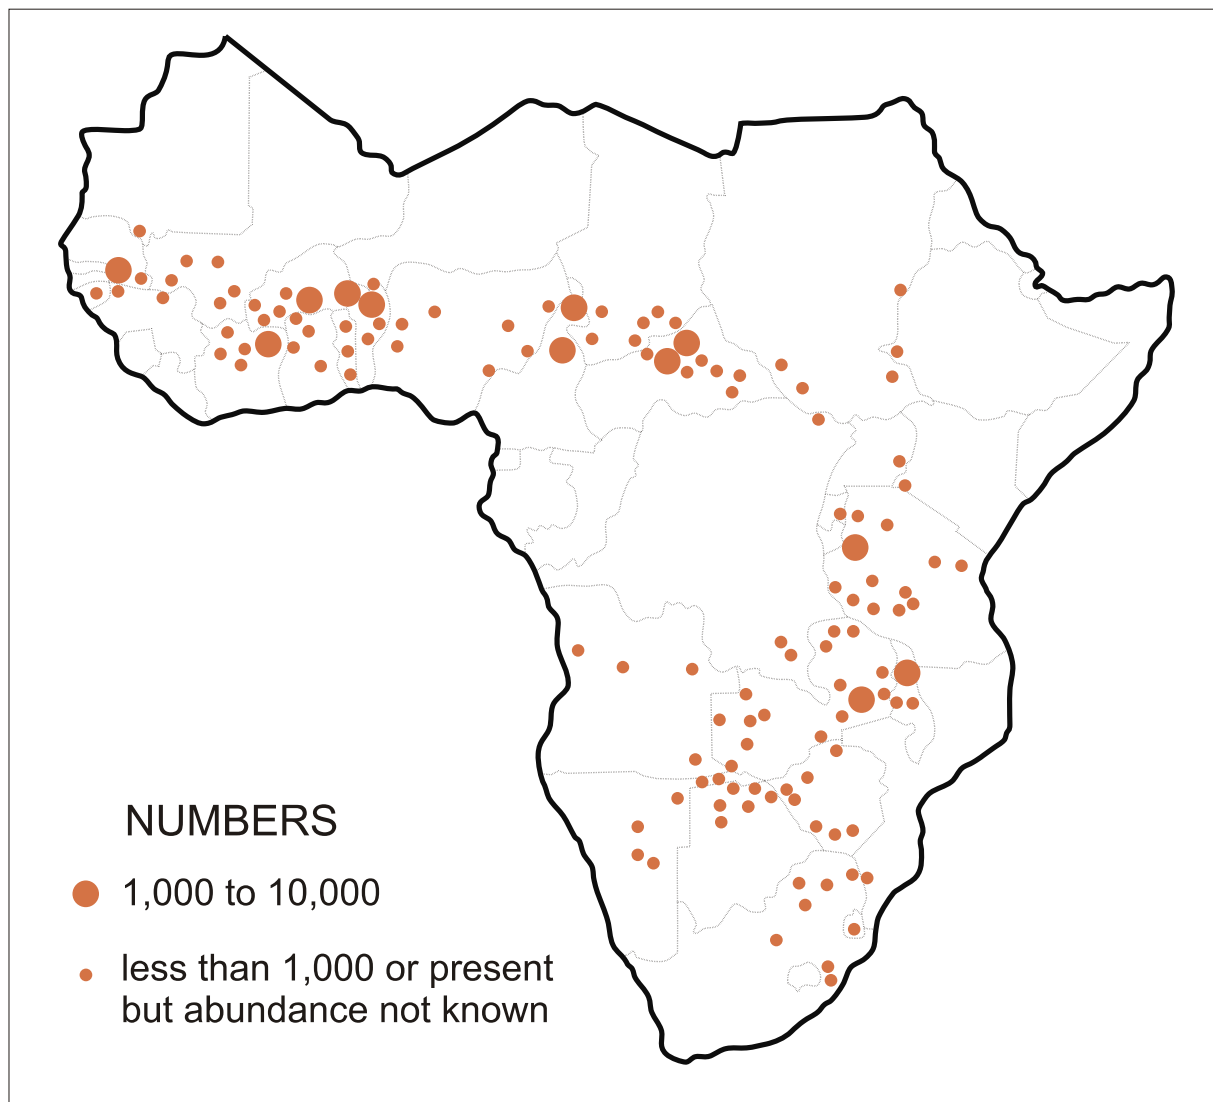 NUMBERS
1,000 to 10,000
less than 1,000 or present
but abundance not known